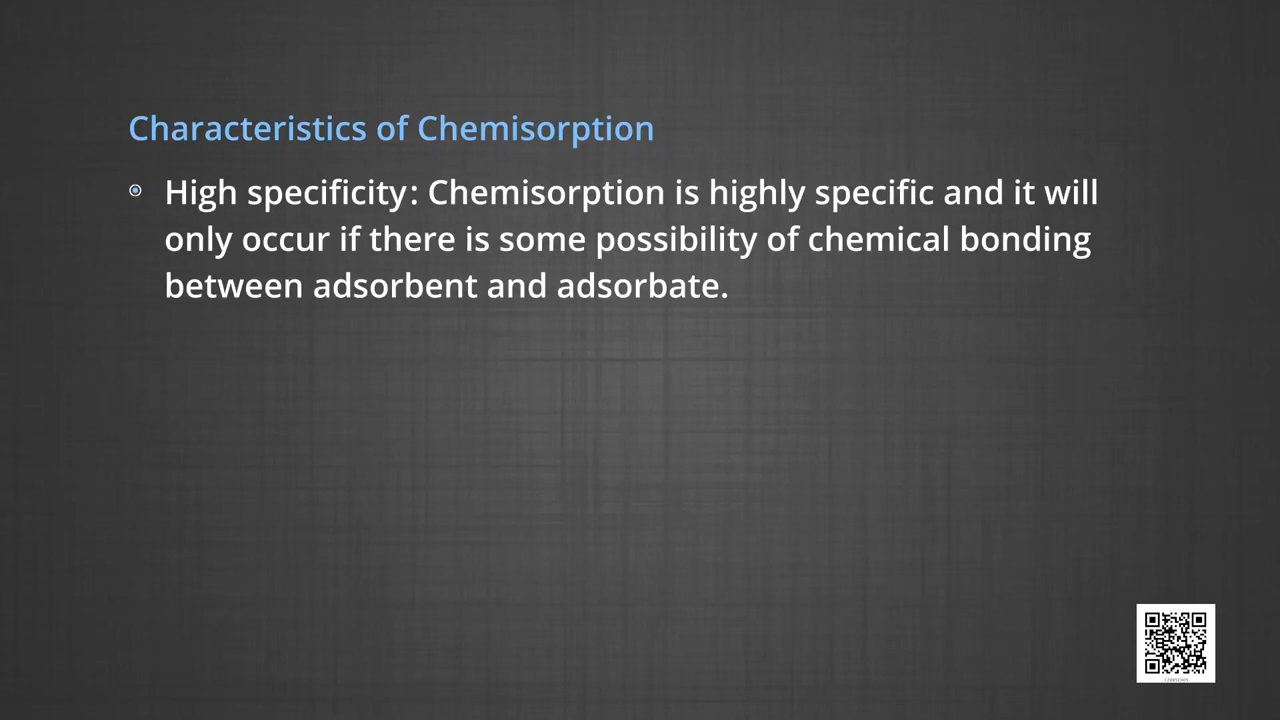 Characteristics of Chemisorption
High specificity: Chemisorption is highly specific and it will
only occur if there is some possibility of chemical bonding
between adsorbent and adsorbate.